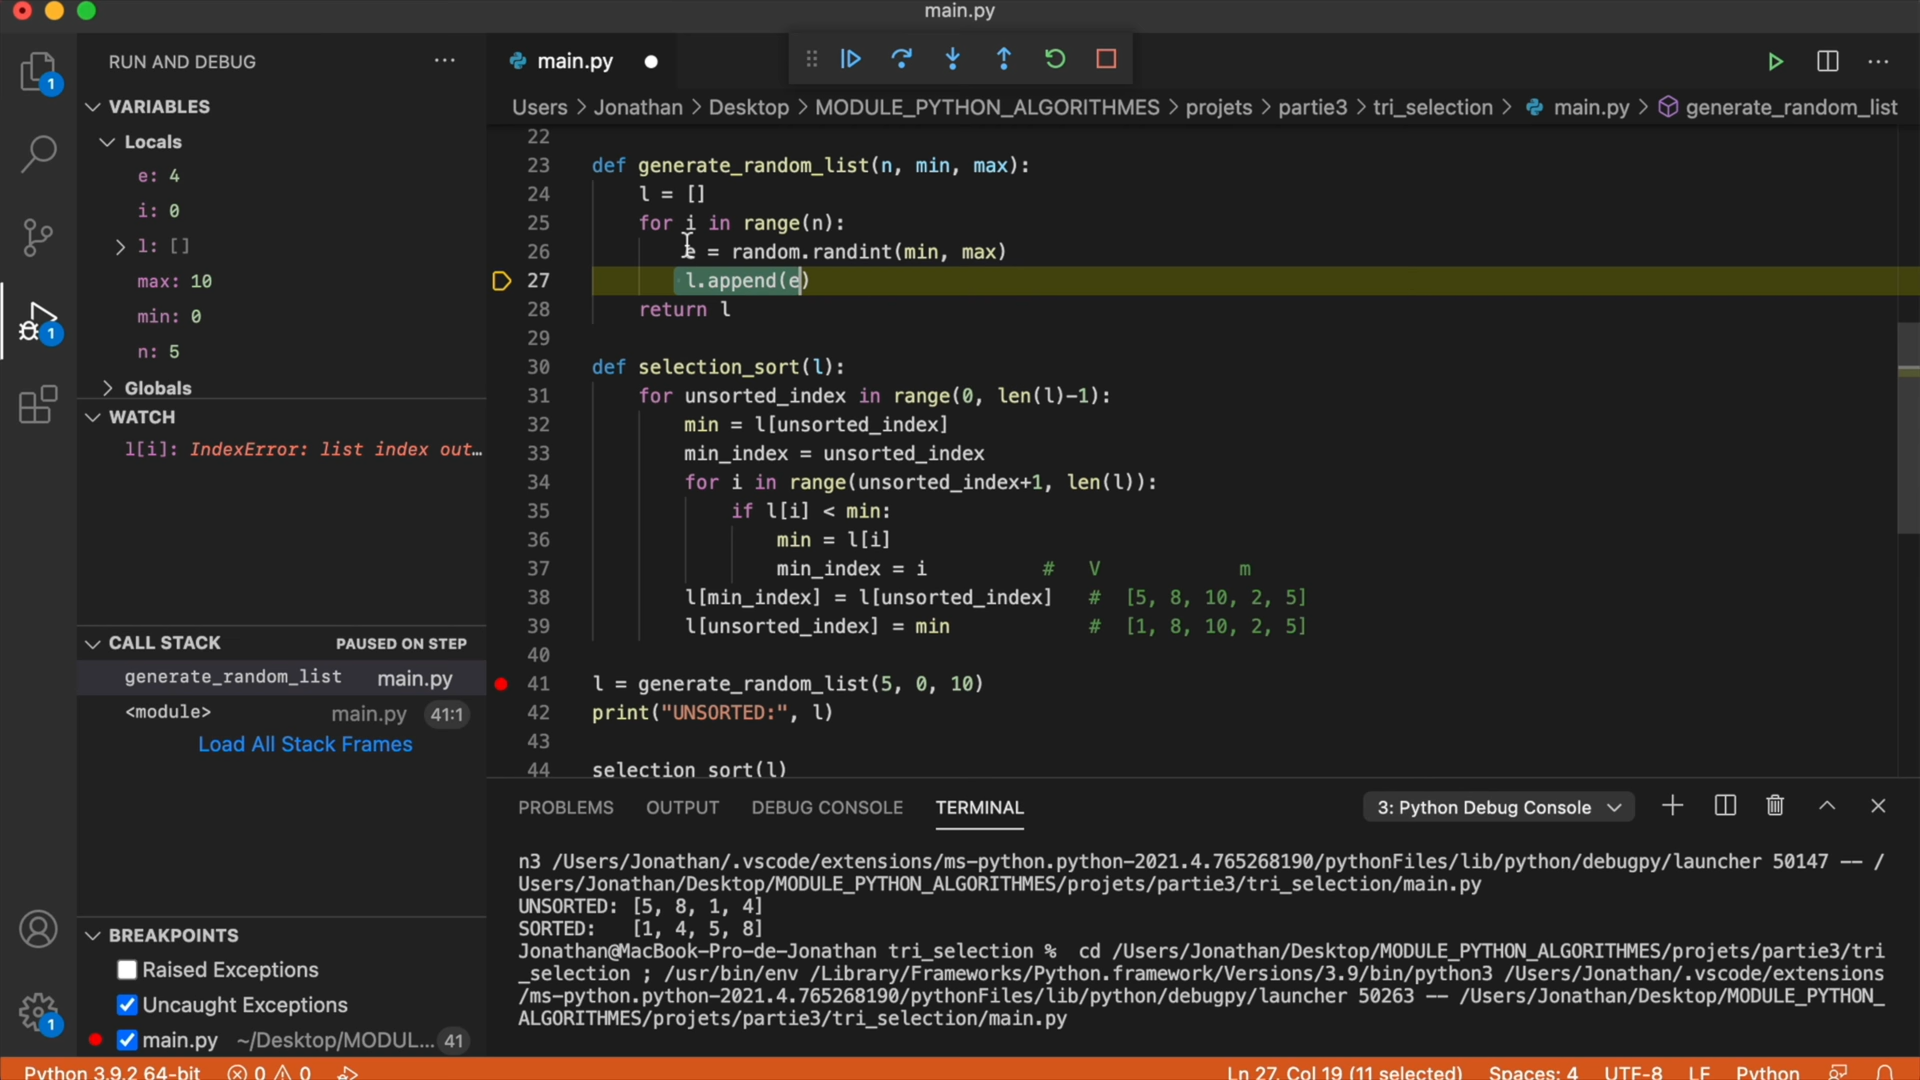 main.py
RUN AND DEBUG
main.py
Users > Jonathan > Desktop > MODULE_PYTHON_ALGORITHMES > projets > partie3 > tri_selection > main.py > generate_random_list
1
VARIABLES
Locals
e: 4
i: 0
l: []
max: 10
min: 0
n: 5
Globals
WATCH
l[i]: IndexError: list index out…
CALL STACK PAUSED ON STEP
generate_random_list main.py
<module> main.py 41:1
Load All Stack Frames
BREAKPOINTS
Raised Exceptions
Uncaught Exceptions
main.py ~/Desktop/MODUL... 41
1
1
22
23 def generate_random_list(n, min, max):
24 l = []
25 for i in range(n):
26 e = random.randint(min, max)
27 l.append(e)
28 return l
29
30 def selection_sort(l):
31 for unsorted_index in range(0, len(l)-1):
32 min = l[unsorted_index]
33 min_index = unsorted_index
34 for i in range(unsorted_index+1, len(l)):
35 if l[i] < min:
36 min = l[i]
37 min_index = i # V m
38 l[min_index] = l[unsorted_index] # [5, 8, 10, 2, 5]
39 l[unsorted_index] = min # [1, 8, 10, 2, 5]
40
41 l = generate_random_list(5, 0, 10)
42 print("UNSORTED:", l)
43
44 selection_sort(l)
PROBLEMS OUTPUT DEBUG CONSOLE TERMINAL 3: Python Debug Console
n3 /Users/Jonathan/.vscode/extensions/ms-python.python-2021.4.765268190/pythonFiles/lib/python/debugpy/launcher 50147 -- /
Users/Jonathan/Desktop/MODULE_PYTHON_ALGORITHMES/projets/partie3/tri_selection/main.py
UNSORTED: [5, 8, 1, 4]
SORTED: [1, 4, 5, 8]
Jonathan@MacBook-Pro-de-Jonathan tri_selection % cd /Users/Jonathan/Desktop/MODULE_PYTHON_ALGORITHMES/projets/partie3/tri
_selection ; /usr/bin/env /Library/Frameworks/Python.framework/Versions/3.9/bin/python3 /Users/Jonathan/.vscode/extensions
/ms-python.python-2021.4.765268190/pythonFiles/lib/python/debugpy/launcher 50263 -- /Users/Jonathan/Desktop/MODULE_PYTHON_
ALGORITHMES/projets/partie3/tri_selection/main.py
Python 3.9.2 64-bit 0 0 Ln 27, Col 19 (11 selected) Spaces: 4 UTF-8 LF Python